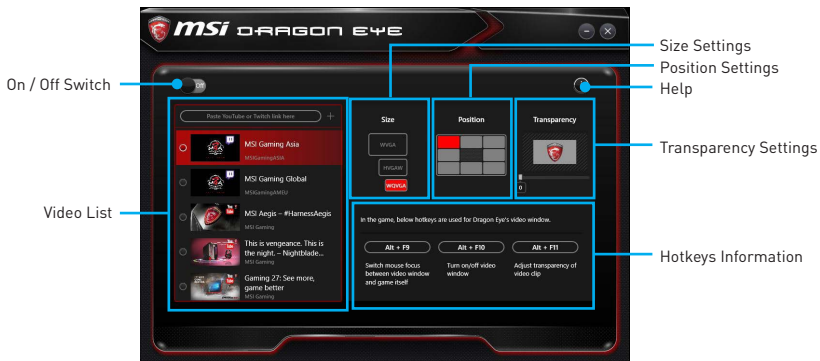 msi DRAGON EYE
Size Settings
Position Settings
On / Off Switch
Off
Help
Paste YouTube or Twitch link here
Size
Position
Transparency
MSI Gaming Asia
MSIGamingASIA
WVGA
Transparency Settings
HVGAW
MSI Gaming Global
MSIGamingAMEU
WQVGA
0
Video List
MSI Aegis – #HarnessAegis
MSI Gaming
In the game, below hotkeys are used for Dragon Eye's video window.
This is vengeance. This is
the night. – Nightblade...
MSI Gaming
Alt + F9
Alt + F10
Alt + F11
Hotkeys Information
Switch mouse focus
between video window
and game itself
Turn on/off video
window
Adjust transparency of
video clip
Gaming 27: See more,
game better
MSI Gaming